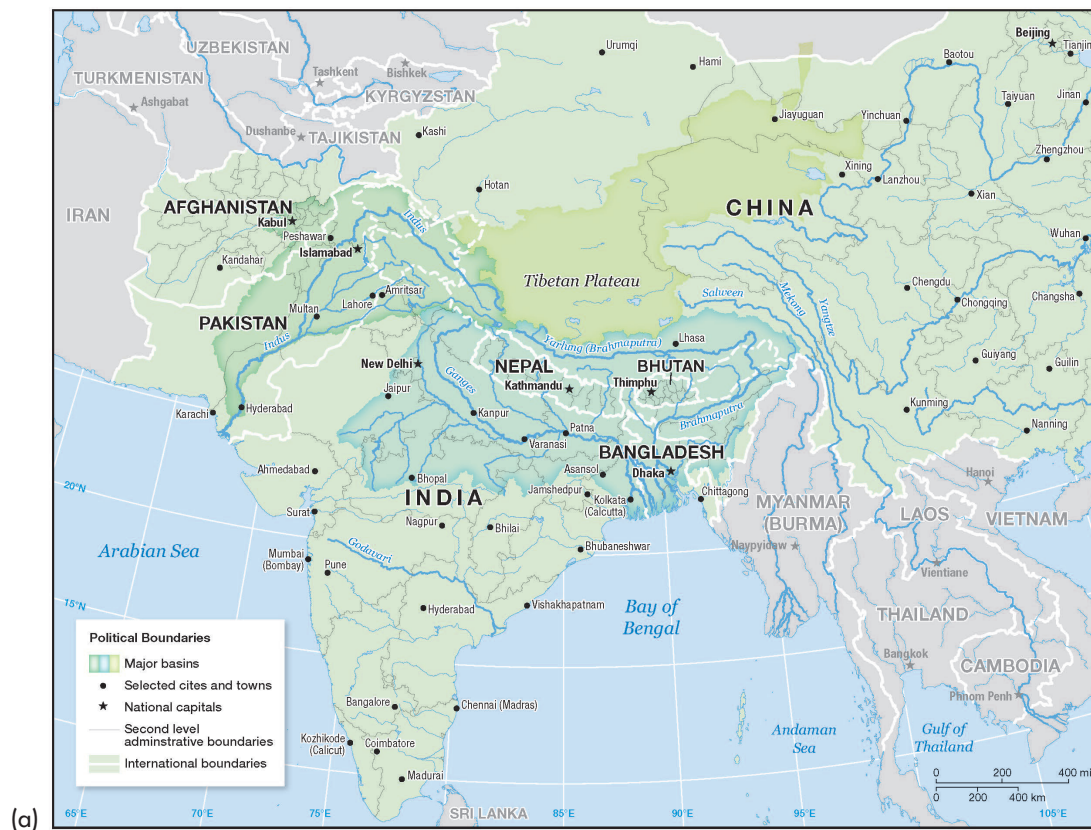 Beijing
Tianjin
Urumqi
Hami
Baotou
UZBEKISTAN
TURKMENISTAN
Tashkent
Bishkek
KYRGYZSTAN
Ashgabat
Dushanbe
TAJIKISTAN
Kashi
Jiayuguan
Yinchuan
Taiyuan
Jinan
Zhengzhou
Xining
Lanzhou
Xian
Hotan
IRAN
AFGHANISTAN
Kabul
Peshawar
Islamabad
Kandahar
Indus
CHINA
Wuhan
Tibetan Plateau
Salween
Mekong
Yangtze
Chengdu
Chongqing
Changsha
Multan
Lahore
Amritsar
PAKISTAN
Indus
Yarlung (Brahmaputra)
Lhasa
Guiyang
Guilin
New Delhi
NEPAL
Kathmandu
BHUTAN
Thimphu
Ganges
Jaipur
Karachi
Hyderabad
Kanpur
Brahmaputra
Kunming
Nanning
Patna
Varanasi
BANGLADESH
Dhaka
Ahmedabad
Bhopal
Asansol
Hanoi
20°N
INDIA
Jamshedpur
Kolkata
(Calcutta)
Chittagong
MYANMAR
(BURMA)
LAOS
VIETNAM
Surat
Nagpur
Bhilai
Arabian Sea
Godavari
Bhubaneshwar
Naypyidaw
Mumbai
(Bombay)
Pune
Vientiane
15°N
Hyderabad
Vishakhapatnam
Bay of
Bengal
THAILAND
Political Boundaries
Major basins
Selected cites and towns
National capitals
Second level
adminstrative boundaries
International boundaries
Bangkok
CAMBODIA
Phnom Penh
Bangalore
Chennai (Madras)
Kozhikode
(Calicut)
Coimbatore
Andaman
Sea
Gulf of
Thailand
Madurai
0 200 400 mi
0 200 400 km
(a)
65°E
70°E
75°E
SRI LANKA
85°E
90°E
95°E
105°E